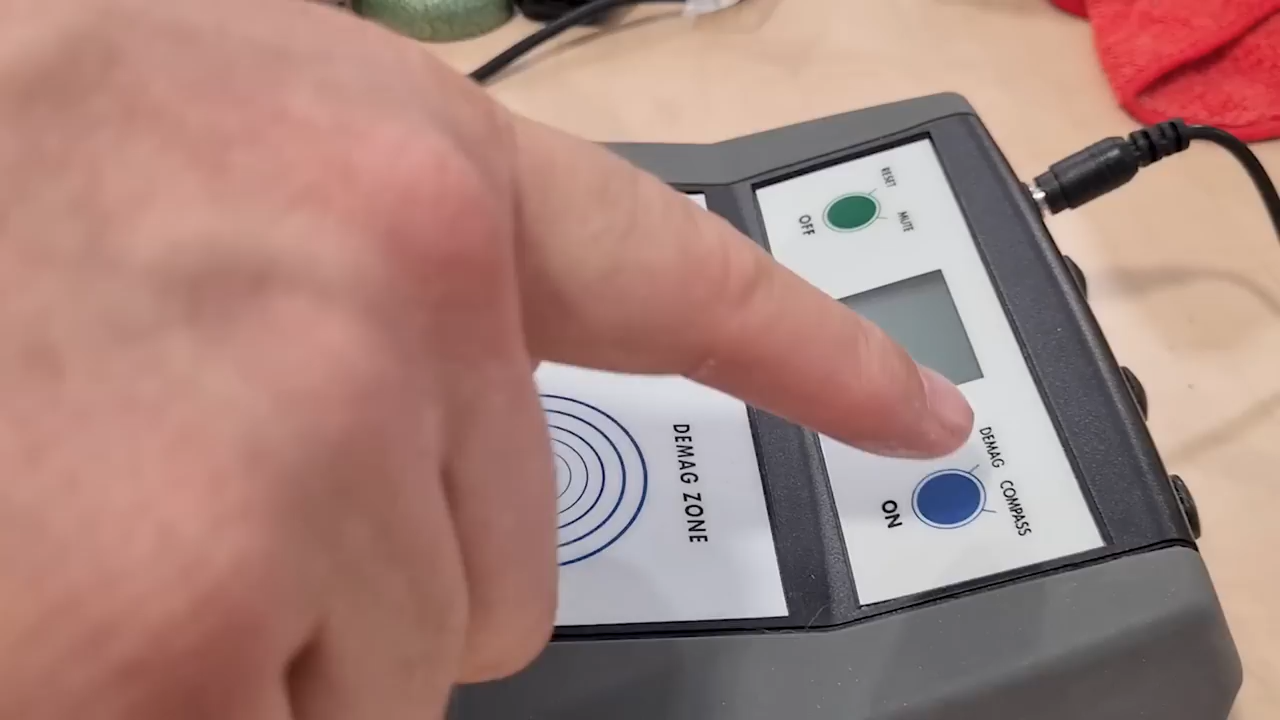 RESET
MUTE
OFF
DEMAG ZONE
DEMAG
COMPASS
ON